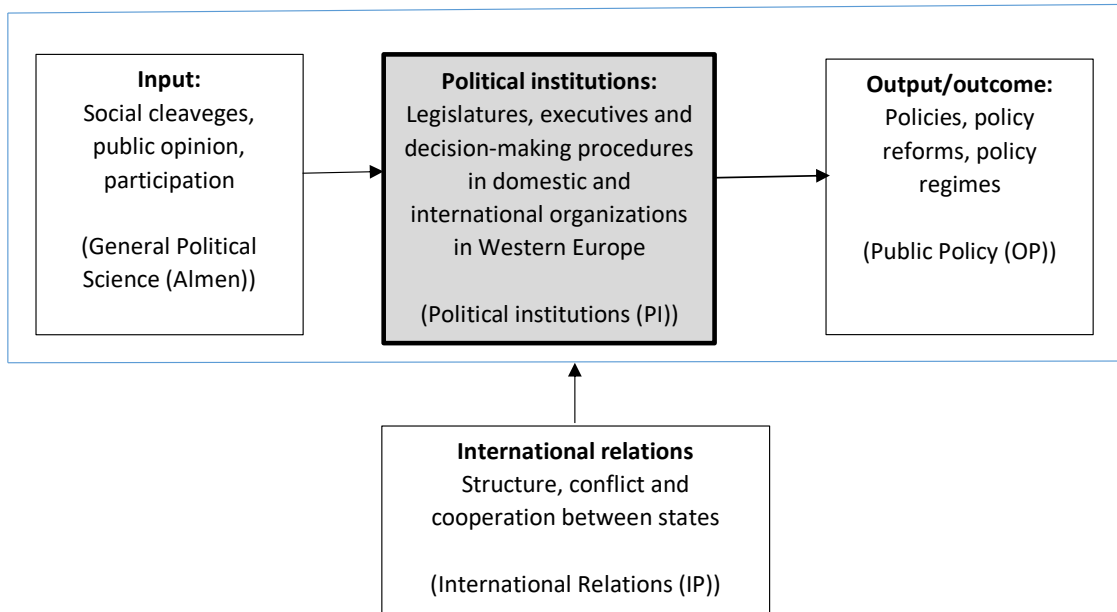 Input:
Social cleaveges,
public opinion,
participation
(General Political
Science (Almen))
Political institutions:
Legislatures, executives and
decision-making procedures
in domestic and
international organizations
in Western Europe
(Political institutions (PI))
Output/outcome:
Policies, policy
reforms, policy
regimes
(Public Policy (OP))
International relations
Structure, conflict and
cooperation between states
(International Relations (IP))